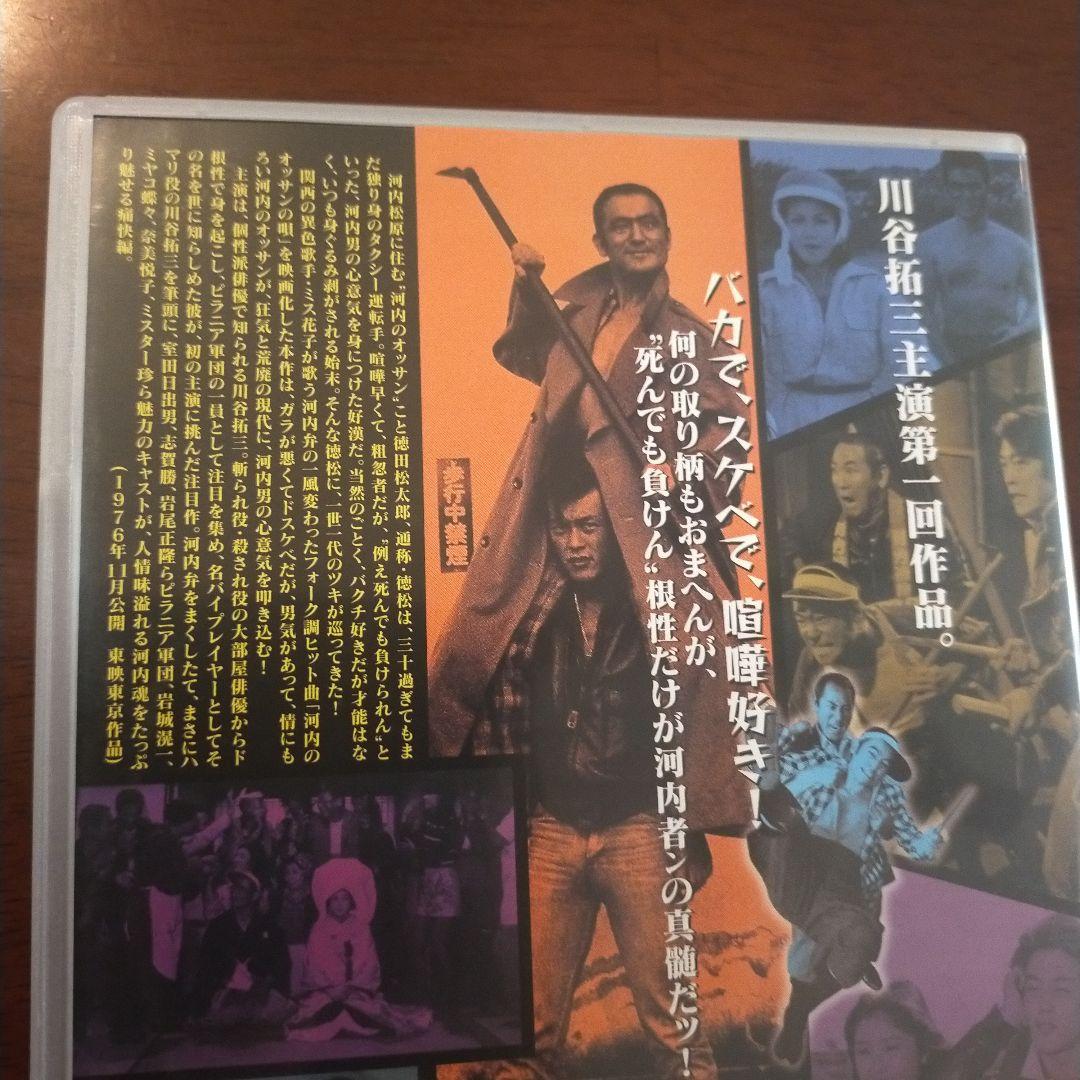 川谷拓三主演第一回作品。
バカで、スケベで、喧嘩好き!
何の取り柄もおまへんが、
“死んでも負けん”根性だけが河内者ンの真髄だッ!
歩行中禁煙
河内松原に住む“河内のオッサン”こと徳田松太郎、通称・徳松は、三十過ぎてもま
だ独り身のタクシー運転手。喧嘩早くて、粗忽者だが、“例え死んでも負けられん”と
いった、河内男の心意気を身につけた好漢だ。当然のごとく、バクチ好きだが才能はな
く、いつも身ぐるみ剥がされる始末。そんな徳松に、一世一代のツキが巡ってきた!
関西の異色歌手・ミス花子が歌う河内弁の一風変わったフォーク調ヒット曲「河内の
オッサンの唄」を映画化した本作は、ガラが悪くてドスケベだが、男気があって、情にも
ろい河内のオッサンが、狂気と荒廃の現代に、河内男の心意気を叩き込む!
主演は、個性派俳優で知られる川谷拓三。斬られ役・殺され役の大部屋俳優からド
根性で身を起こし、ピラニア軍団の一員として注目を集め、名バイプレイヤーとしてそ
の名を世に知らしめた彼が、初の主演に挑んだ注目作。河内弁をまくしたて、まさにハ
マリ役の川谷拓三を筆頭に、室田日出男、志賀勝、岩尾正隆らピラニア軍団、岩城滉一、
ミヤコ蝶々、奈美悦子、ミスター珍ら魅力のキャストが、人情味溢れる河内魂をたっぷ
り魅せる痛快編。
(1976年11月公開 東映東京作品)